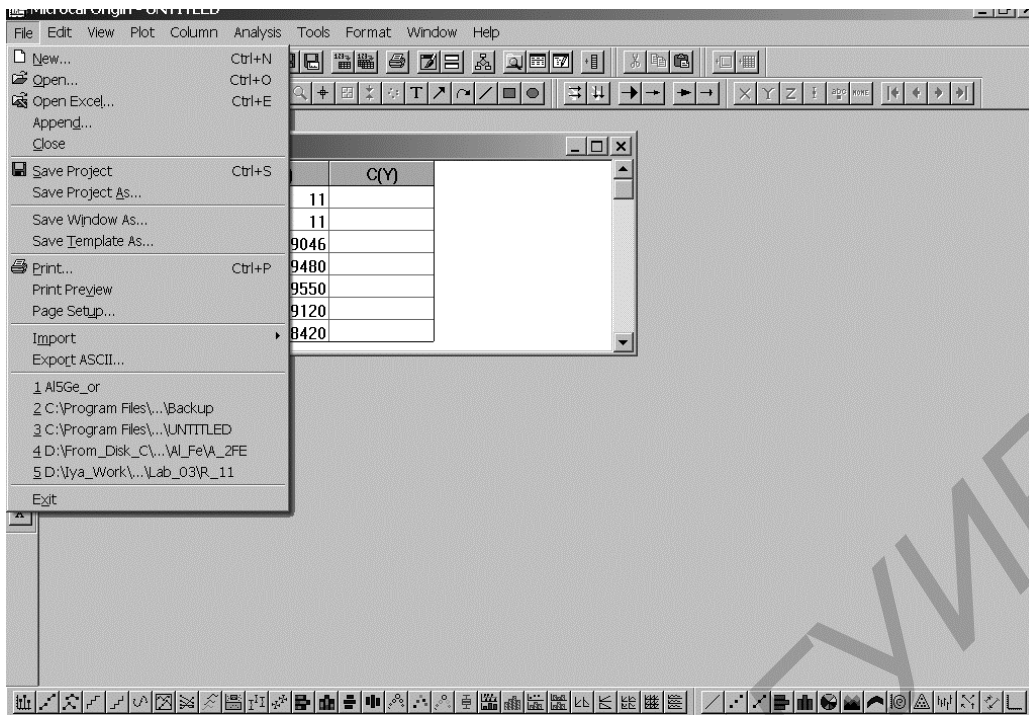 Microcal Origin - UNTITLED
File Edit View Plot Column Analysis Tools Format Window Help
New... Ctrl+N
Open... Ctrl+O
Open Excel... Ctrl+E
Append...
Close
Save Project Ctrl+S
Save Project As...
Save Window As...
Save Template As...
Print... Ctrl+P
Print Preview
Page Setup...
Import
Export ASCII...
1 Al5Ge_or
2 C:\Program Files\...\Backup
3 C:\Program Files\...\UNTITLED
4 D:\From_Disk_C\...\Al_Fe\A_2FE
5 D:\Iya_Work\...\Lab_03\R_11
Exit
T
X Y Z
C(Y)
11
11
9046
9480
9550
9120
8420
A
ГУИР